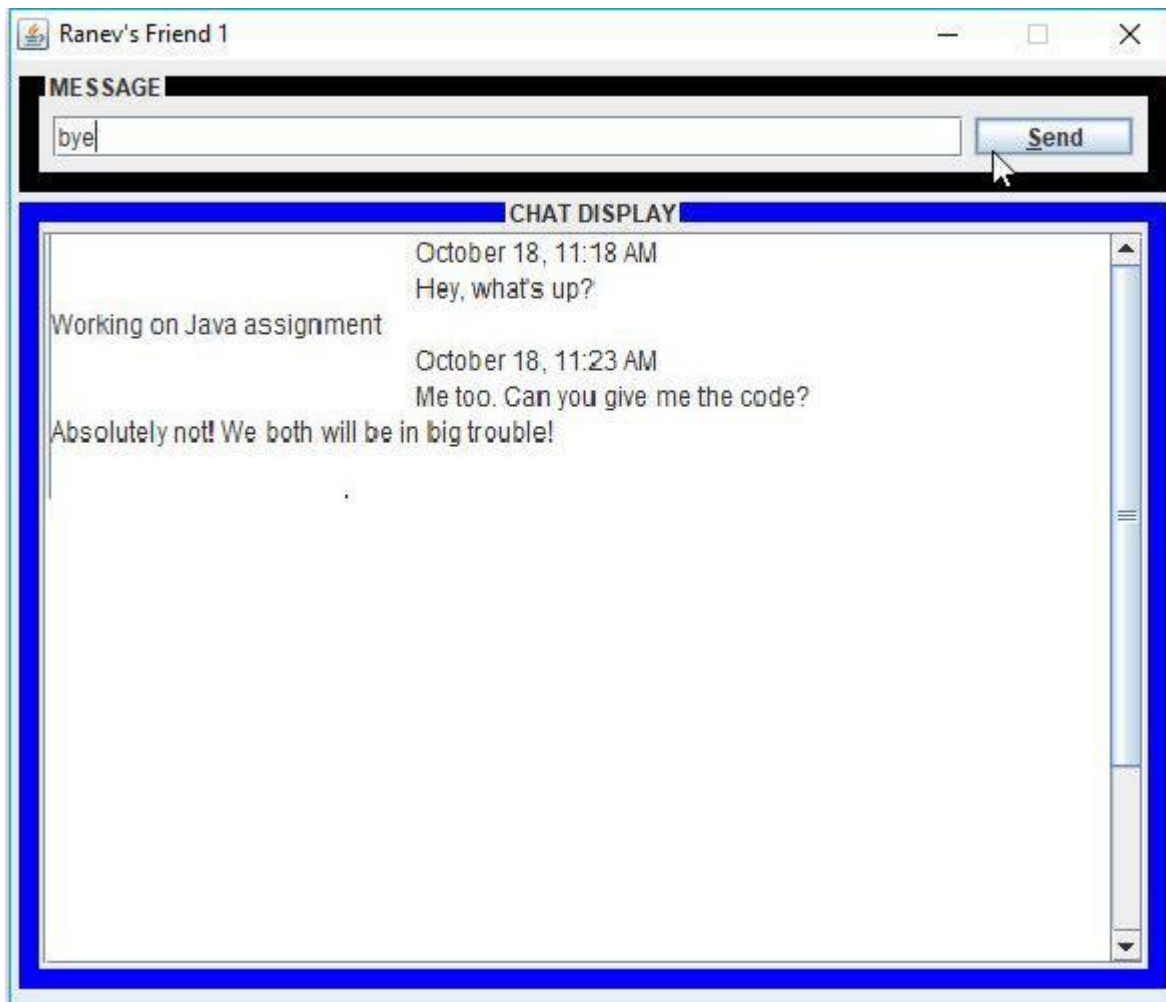 Ranev's Friend 1
MESSAGE
bye
Send
CHAT DISPLAY
October 18, 11:18 AM
Hey, what's up?
Working on Java assignment
October 18, 11:23 AM
Me too. Can you give me the code?
Absolutely not! We both will be in big trouble!